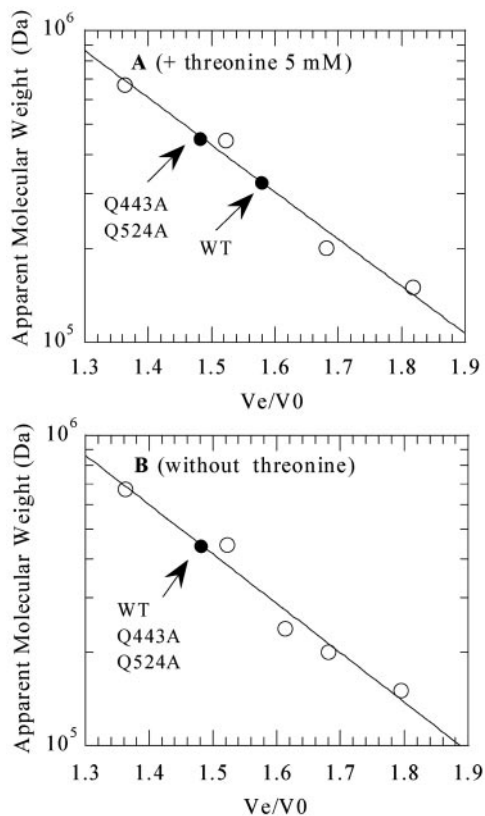 10⁶
A (+ threonine 5 mM)
Apparent Molecular Weight (Da)
Q443A
Q524A
WT
10⁵
1.3 1.4 1.5 1.6 1.7 1.8 1.9
Ve/V0
10⁶
B (without threonine)
Apparent Molecular Weight (Da)
WT
Q443A
Q524A
10⁵
1.3 1.4 1.5 1.6 1.7 1.8 1.9
Ve/V0